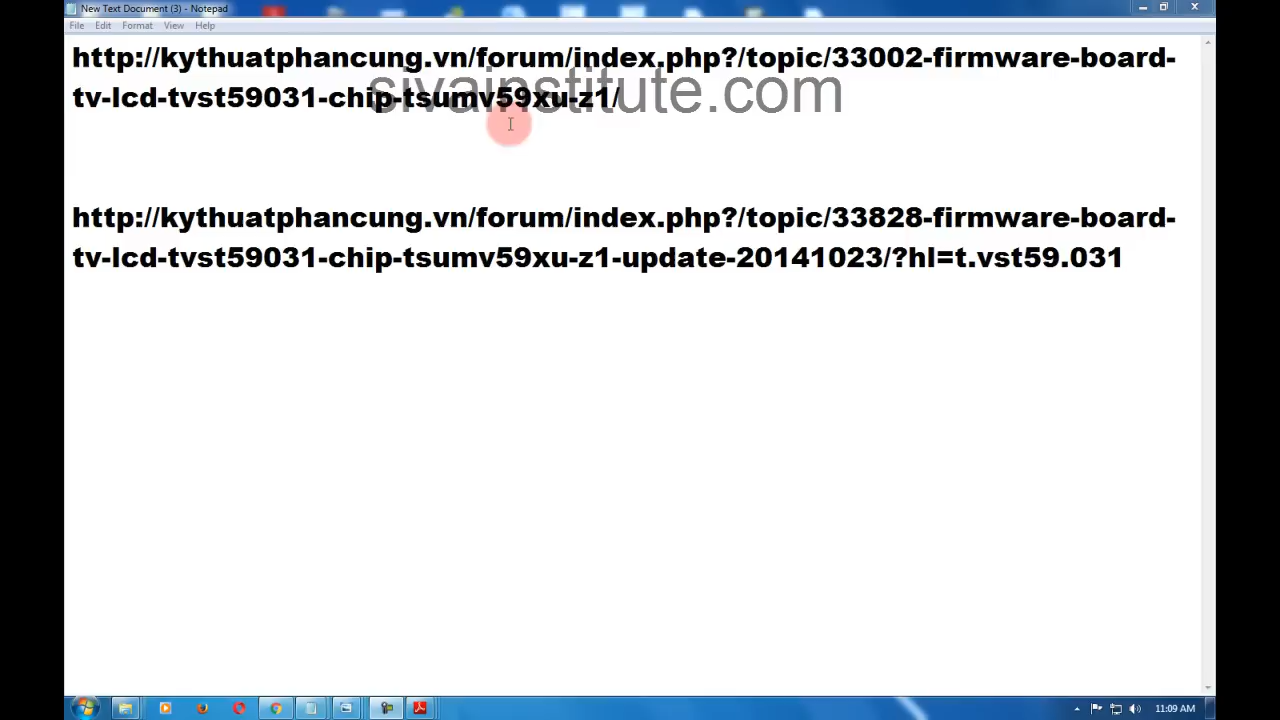 New Text Document (3) - Notepad
File Edit Format View Help
http://kythuatphancung.vn/forum/index.php?/topic/33002-firmware-board-
tv-lcd-tvst59031-chip-tsumv59xu-z1/
sivainstitute.com
http://kythuatphancung.vn/forum/index.php?/topic/33828-firmware-board-
tv-lcd-tvst59031-chip-tsumv59xu-z1-update-20141023/?hl=t.vst59.031
11:09 AM